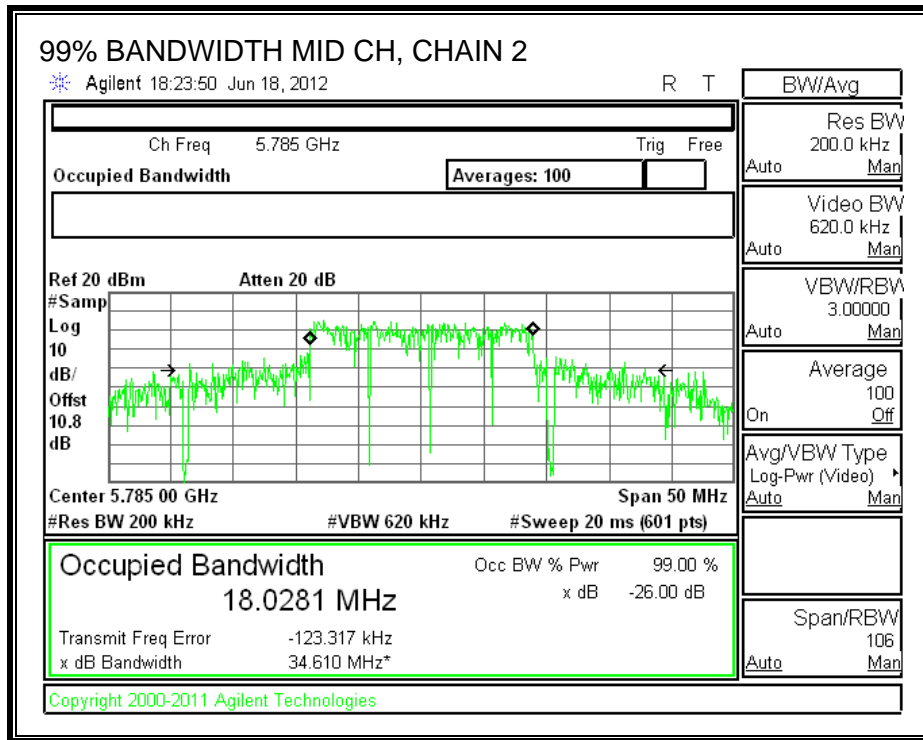 99% BANDWIDTH MID CH, CHAIN 2
Agilent 18:23:50 Jun 18, 2012 R T
Ch Freq 5.785 GHz Trig Free
Occupied Bandwidth Averages: 100
Ref 20 dBm Atten 20 dB
#Samp
Log
10
dB/
Offst
10.8
dB
Center 5.785 00 GHz Span 50 MHz
#Res BW 200 kHz #VBW 620 kHz #Sweep 20 ms (601 pts)
Occupied Bandwidth
18.0281 MHz
Occ BW % Pwr 99.00 %
x dB -26.00 dB
Transmit Freq Error -123.317 kHz
x dB Bandwidth 34.610 MHz*
Copyright 2000-2011 Agilent Technologies
BW/Avg
Res BW
200.0 kHz
Auto Man
Video BW
620.0 kHz
Auto Man
VBW/RBW
3.00000
Auto Man
Average
100
On Off
Avg/VBW Type
Log-Pwr (Video)
Auto Man
Span/RBW
106
Auto Man